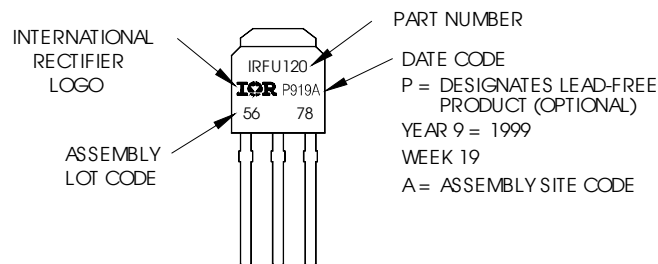 INTERNATIONAL
RECTIFIER
LOGO
ASSEMBLY
LOT CODE
IRFU120
IOR P919A
56 78
PART NUMBER
DATE CODE
P = DESIGNATES LEAD-FREE
PRODUCT (OPTIONAL)
YEAR 9 = 1999
WEEK 19
A = ASSEMBLY SITE CODE